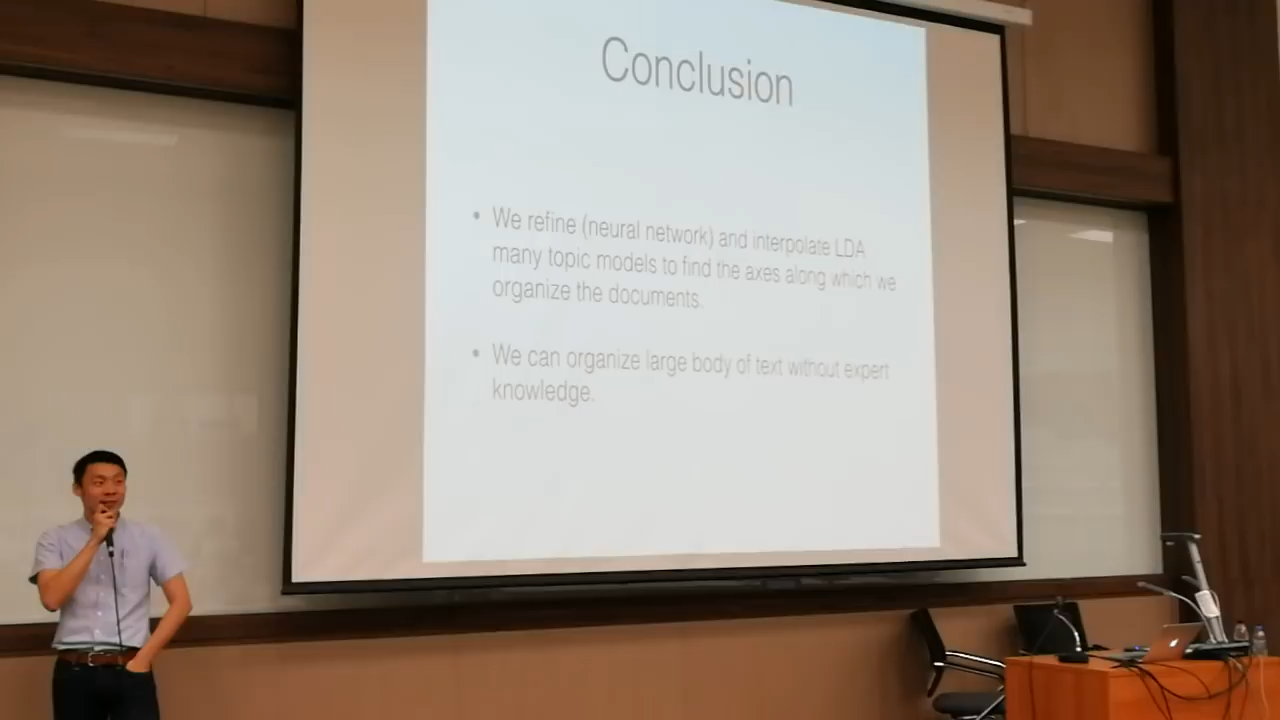 Conclusion
• We refine (neural network) and interpolate LDA
many topic models to find the axes along which we
organize the documents.
• We can organize large body of text without expert
knowledge.